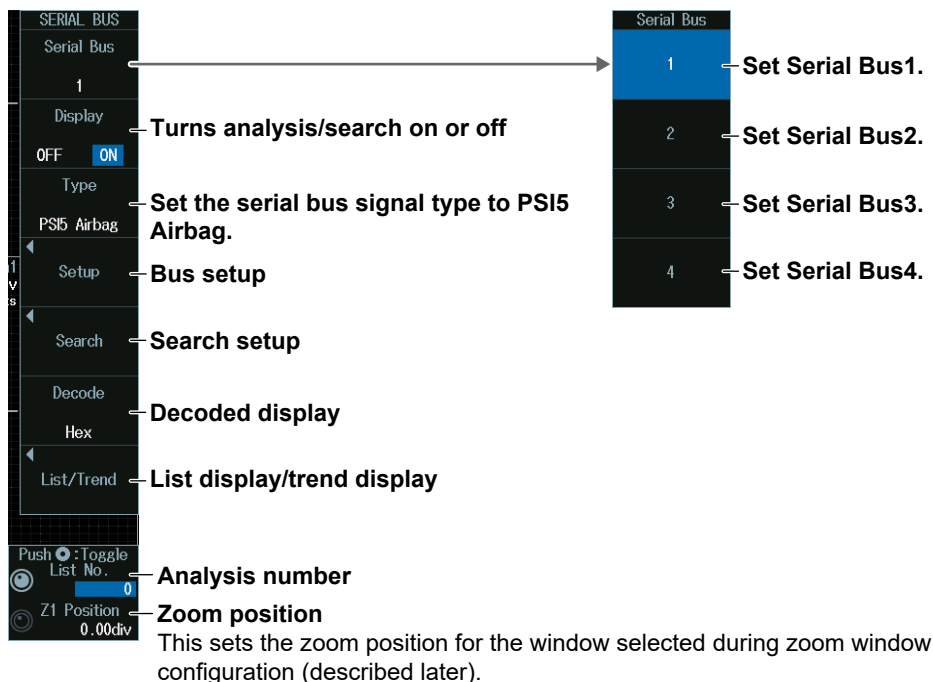 SERIAL BUS
Serial Bus
1
Display
OFF ON
Type
PSI5 Airbag
Setup
Search
Decode
Hex
List/Trend
Push :Toggle
List No.
0
Z1 Position
0.00div
Turns analysis/search on or off
Set the serial bus signal type to PSI5
Airbag.
Bus setup
Search setup
Decoded display
List display/trend display
Analysis number
Zoom position
This sets the zoom position for the window selected during zoom window
configuration (described later).
Serial Bus
1
Set Serial Bus1.
2
Set Serial Bus2.
3
Set Serial Bus3.
4
Set Serial Bus4.